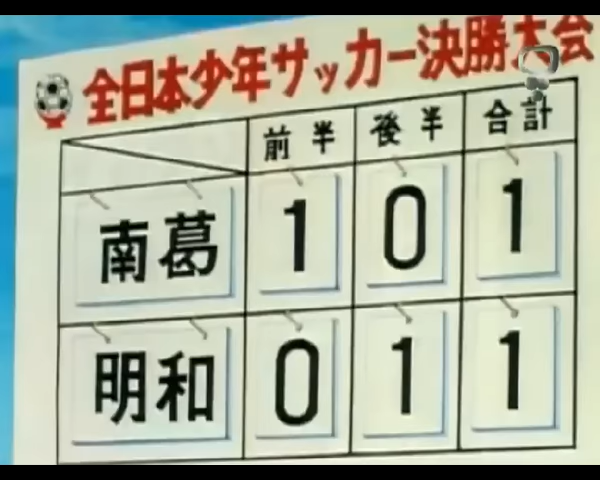 全日本少年サッカー決勝大会
前半 後半 合計
南葛 1 0 1
明和 0 1 1